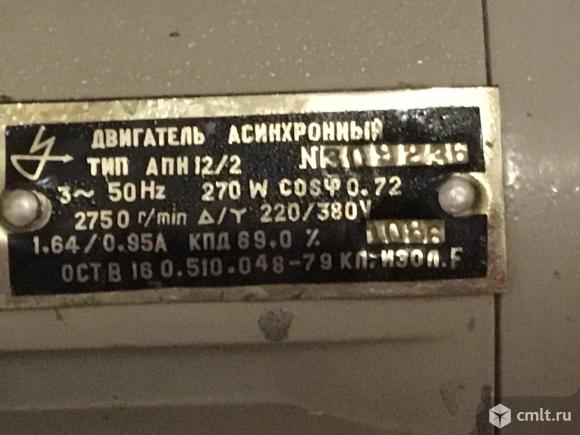 ДВИГАТЕЛЬ АСИНХРОННЫЙ
ТИП АПН 12/2 N
3~ 50Hz 270 W COSφ 0.72
2750 r/min Δ/Y 220/380V
1.64/0.95A КПД 69.0 %
ОСТ В 16 0.510.048-79 КЛ. ИЗОЛ. F
cmlt.ru